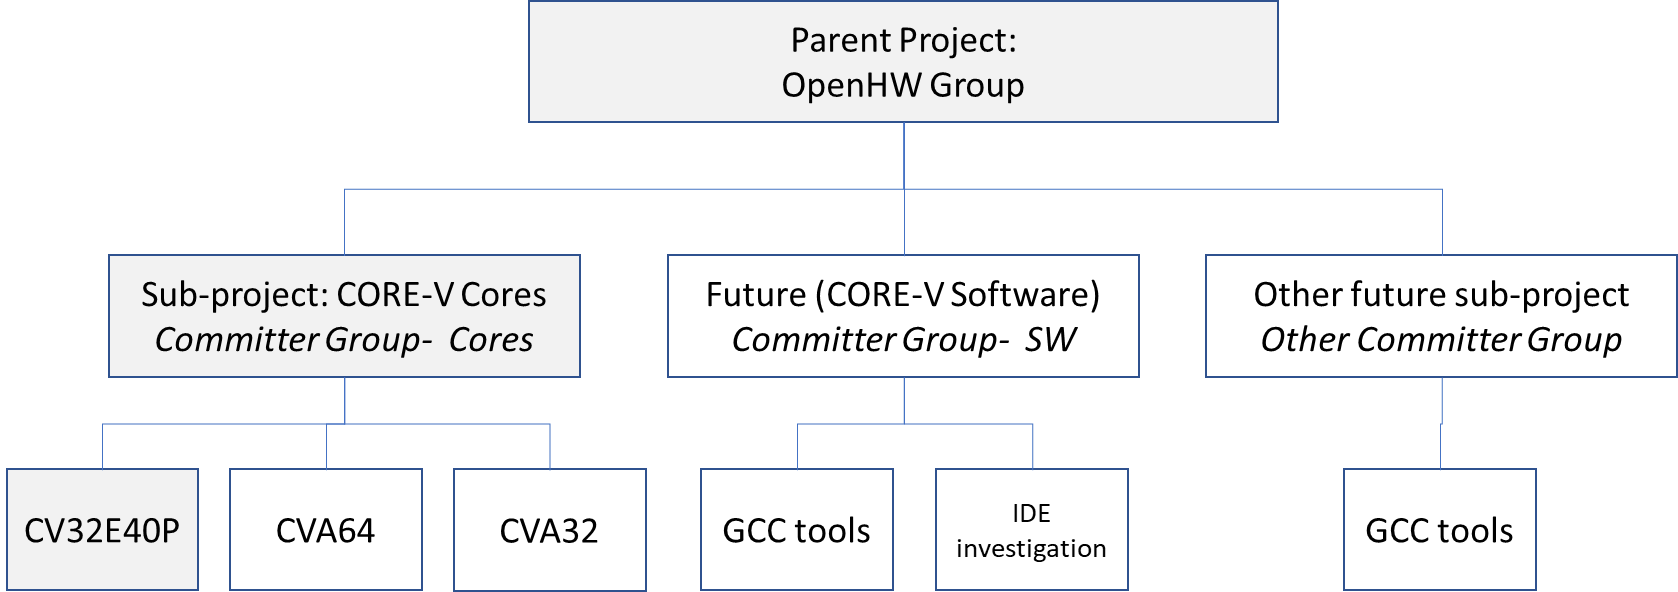 Parent Project:
OpenHW Group
Sub-project: CORE-V Cores
Committer Group-  Cores
Future (CORE-V Software)
Committer Group-  SW
Other future sub-project
Other Committer Group
CV32E40P
CVA64
CVA32
GCC tools
IDE
investigation
GCC tools